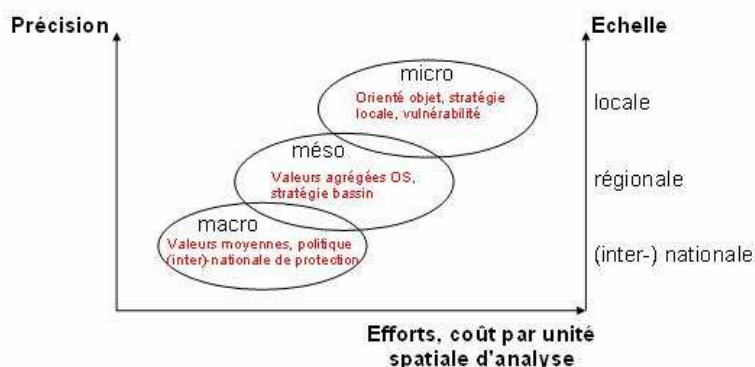 Précision
Echelle
micro
Orienté objet, stratégie
locale, vulnérabilité
locale
méso
Valeurs agrégées OS,
stratégie bassin
régionale
macro
Valeurs moyennes, politique
(inter)-nationale de protection
(inter-) nationale
Efforts, coût par unité
spatiale d'analyse